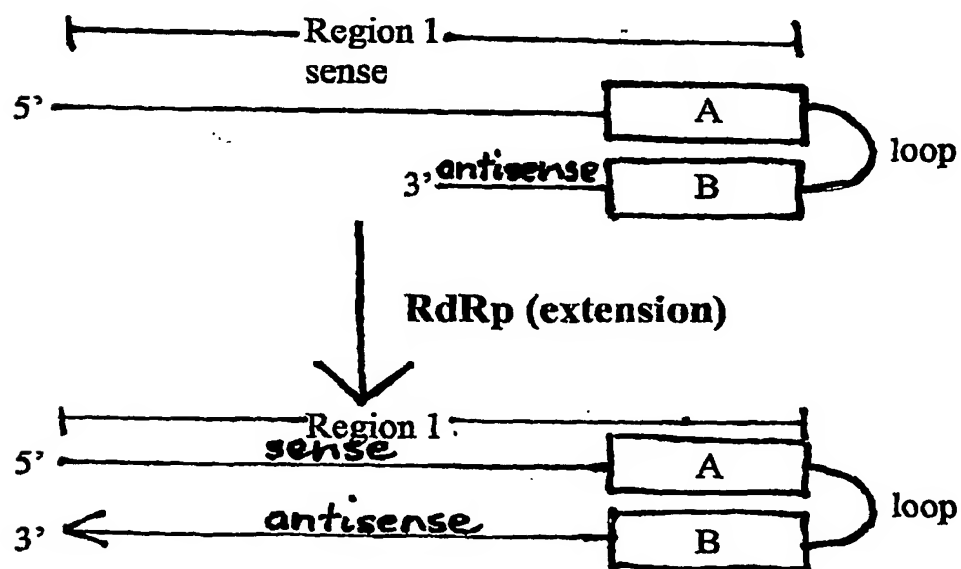 Region 1
sense
5'
A
loop
3' antisense
B
RdRp (extension)
Region 1
5'
sense
A
loop
3'
antisense
B